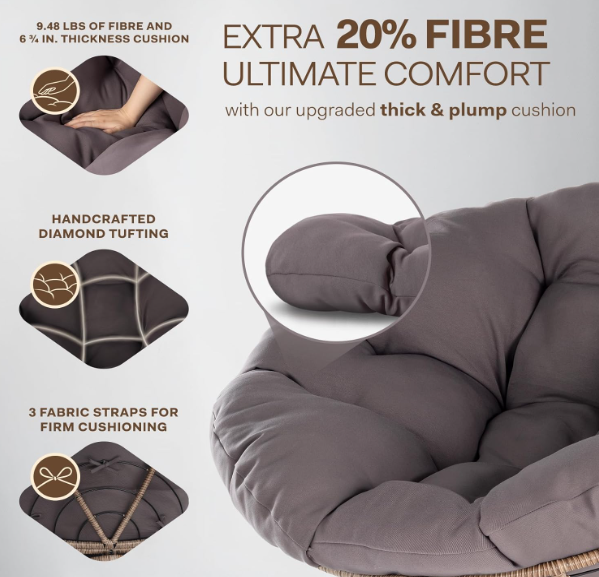 9.48 LBS OF FIBRE AND
6 ¾ IN. THICKNESS CUSHION
EXTRA 20% FIBRE
ULTIMATE COMFORT
with our upgraded thick & plump cushion
HANDCRAFTED
DIAMOND TUFTING
3 FABRIC STRAPS FOR
FIRM CUSHIONING